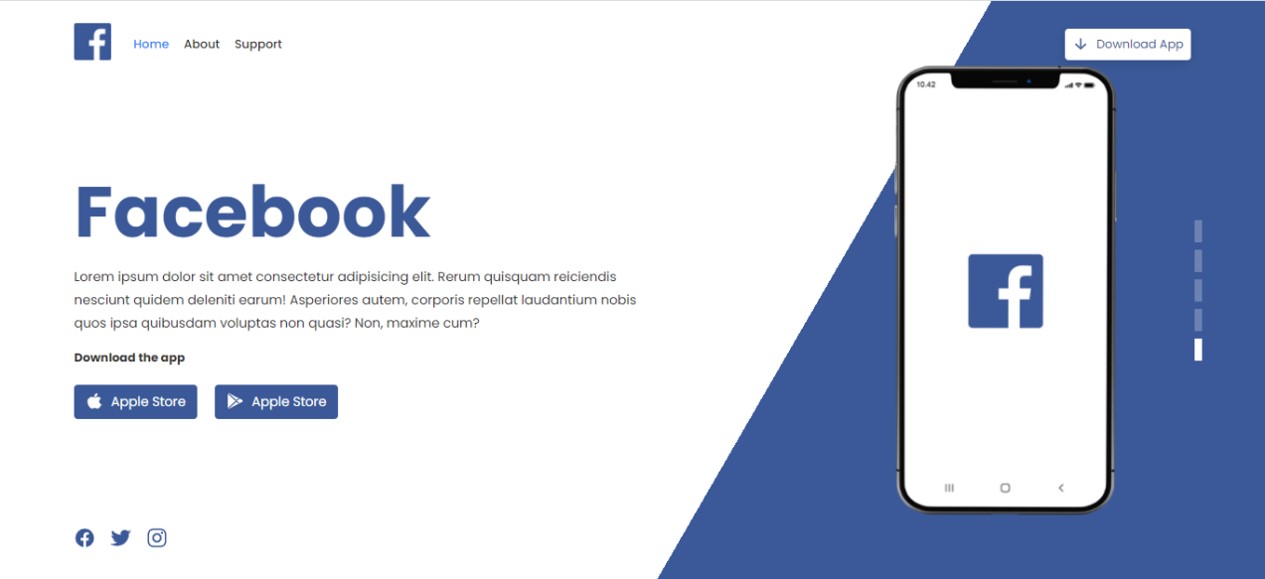 Home About Support
Download App
10.42
Facebook
Lorem ipsum dolor sit amet consectetur adipisicing elit. Rerum quisquam reiciendis
nesciunt quidem deleniti earum! Asperiores autem, corporis repellat laudantium nobis
quos ipsa quibusdam voluptas non quasi? Non, maxime cum?
Download the app
Apple Store Apple Store